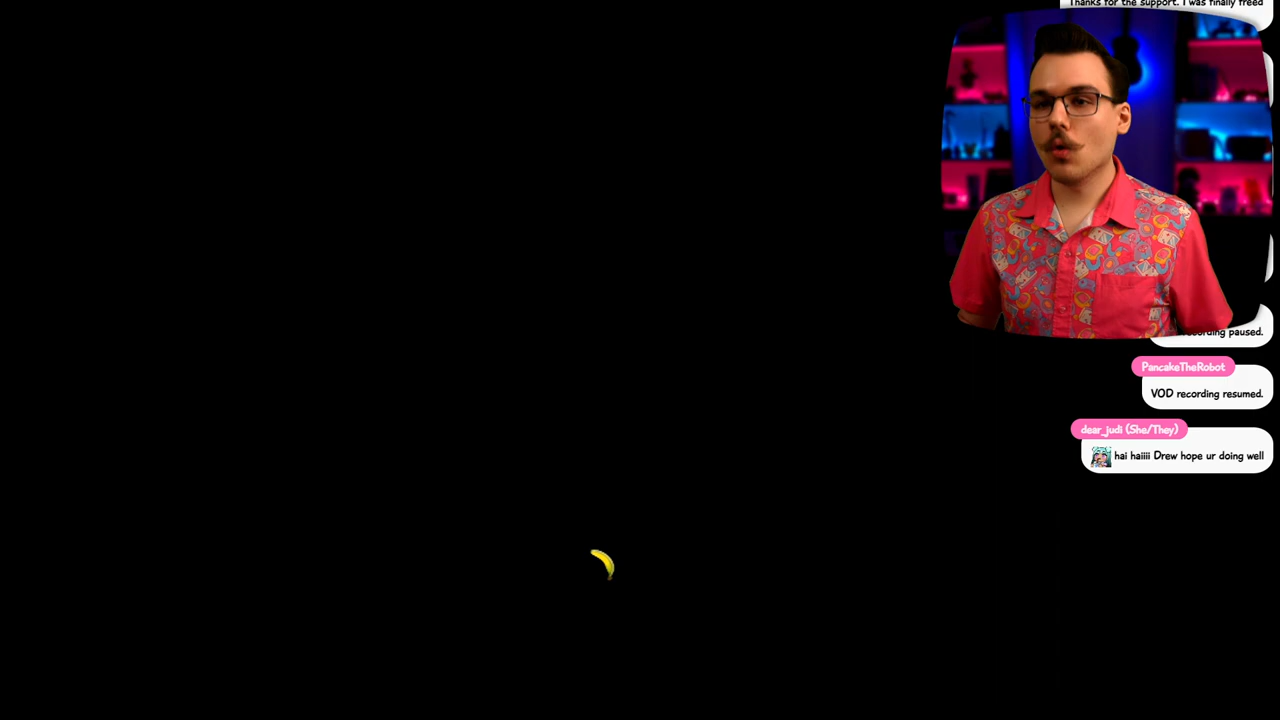 Thanks for the support. I was finally freed
recording paused.
PancakeTheRobot
VOD recording resumed.
dear_judi (She/They)
hai haiiii Drew hope ur doing well